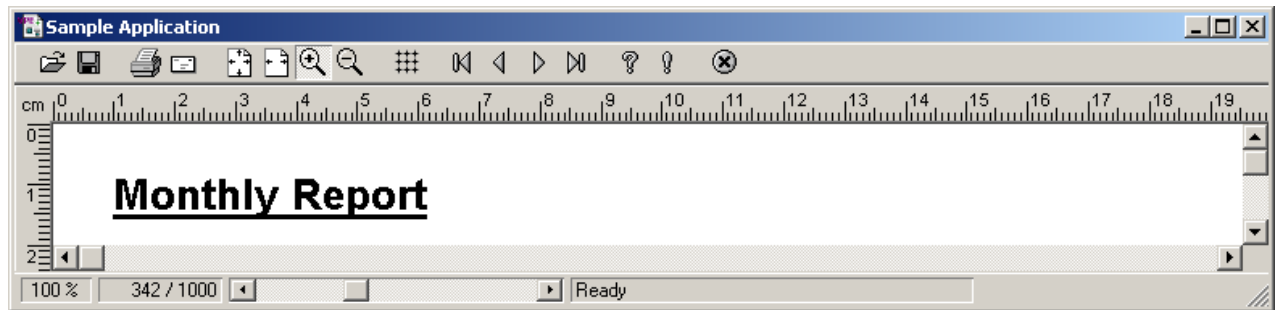 Sample Application
cm 0 1 2 3 4 5 6 7 8 9 10 11 12 13 14 15 16 17 18 19
0
Monthly Report
1
2
100 % 342 / 1000 Ready